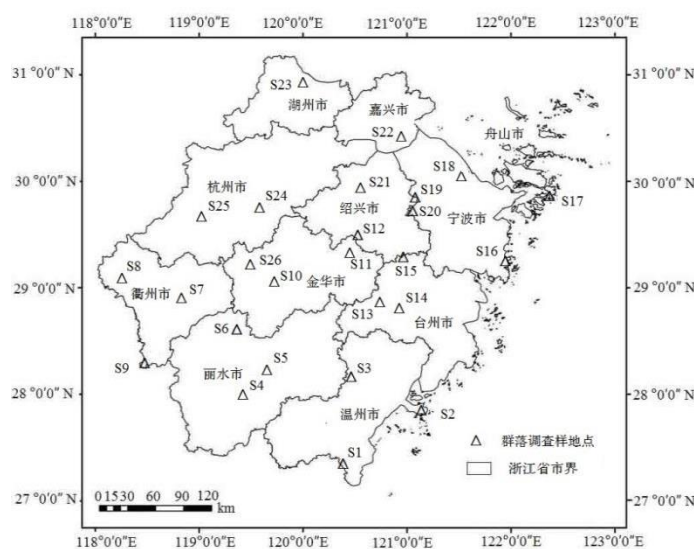 118°0′0″ E 119°0′0″ E 120°0′0″ E 121°0′0″ E 122°0′0″ E 123°0′0″ E
31°0′0″ N
30°0′0″ N
29°0′0″ N
28°0′0″ N
27°0′0″ N
31°0′0″ N
30°0′0″ N
29°0′0″ N
28°0′0″ N
27°0′0″ N
S23
湖州市
嘉兴市
S22
舟山市
S18
杭州市
S21
S19
S24
S17
S25
绍兴市
S20
宁波市
S12
S16
S8
S26
S11
S15
金华市
衢州市
S7
S10
S14
S13
台州市
S6
S9
S5
S3
丽水市
S4
S2
温州市
S1
群落调查样地点
浙江省市界
0 15 30 60 90 120
km
118°0′0″ E 119°0′0″ E 120°0′0″ E 121°0′0″ E 122°0′0″ E 123°0′0″ E